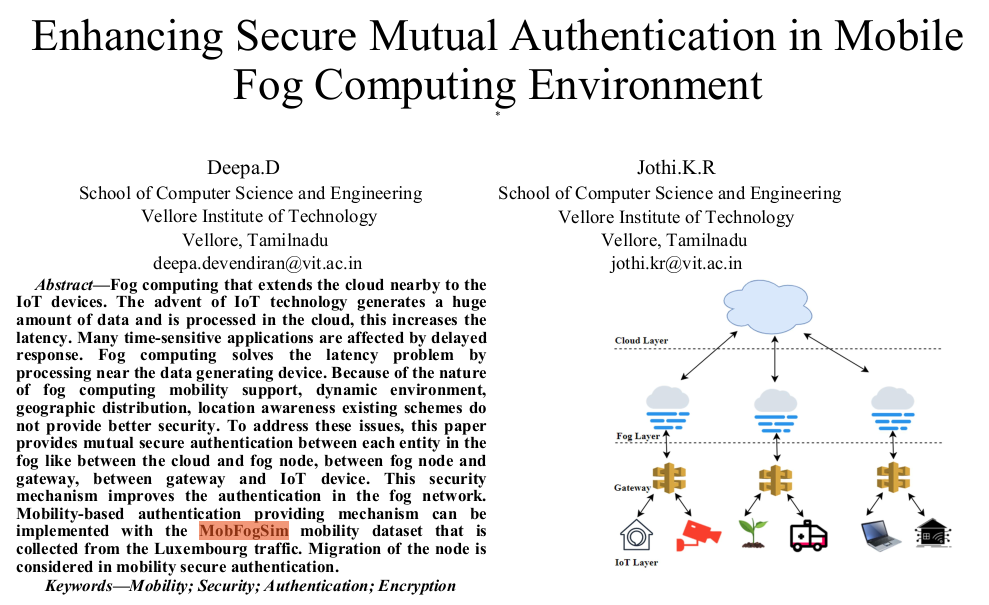 Enhancing Secure Mutual Authentication in Mobile
Fog Computing Environment
*
Deepa.D
School of Computer Science and Engineering
Vellore Institute of Technology
Vellore, Tamilnadu
deepa.devendiran@vit.ac.in
Jothi.K.R
School of Computer Science and Engineering
Vellore Institute of Technology
Vellore, Tamilnadu
jothi.kr@vit.ac.in
Abstract—Fog computing that extends the cloud nearby to the
IoT devices. The advent of IoT technology generates a huge
amount of data and is processed in the cloud, this increases the
latency. Many time-sensitive applications are affected by delayed
response. Fog computing solves the latency problem by
processing near the data generating device. Because of the nature
of fog computing mobility support, dynamic environment,
geographic distribution, location awareness existing schemes do
not provide better security. To address these issues, this paper
provides mutual secure authentication between each entity in the
fog like between the cloud and fog node, between fog node and
gateway, between gateway and IoT device. This security
mechanism improves the authentication in the fog network.
Mobility-based authentication providing mechanism can be
implemented with the MobFogSim mobility dataset that is
collected from the Luxembourg traffic. Migration of the node is
considered in mobility secure authentication.
Keywords—Mobility; Security; Authentication; Encryption
Cloud Layer
Fog Layer
Gateway
IoT Layer